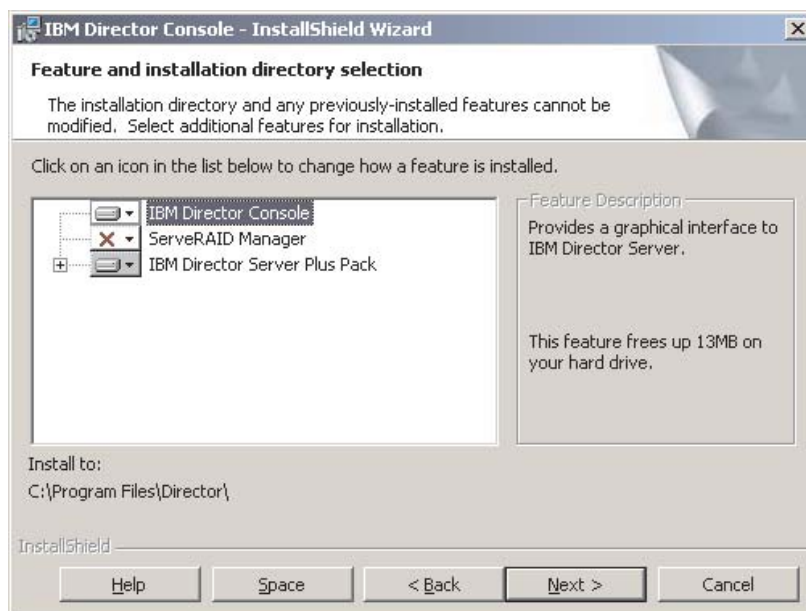 IBM Director Console - InstallShield Wizard
Feature and installation directory selection
The installation directory and any previously-installed features cannot be
modified. Select additional features for installation.
Click on an icon in the list below to change how a feature is installed.
IBM Director Console
ServeRAID Manager
IBM Director Server Plus Pack
Feature Description
Provides a graphical interface to
IBM Director Server.
This feature frees up 13MB on
your hard drive.
Install to:
C:\Program Files\Director\
InstallShield
Help
Space
< Back
Next >
Cancel